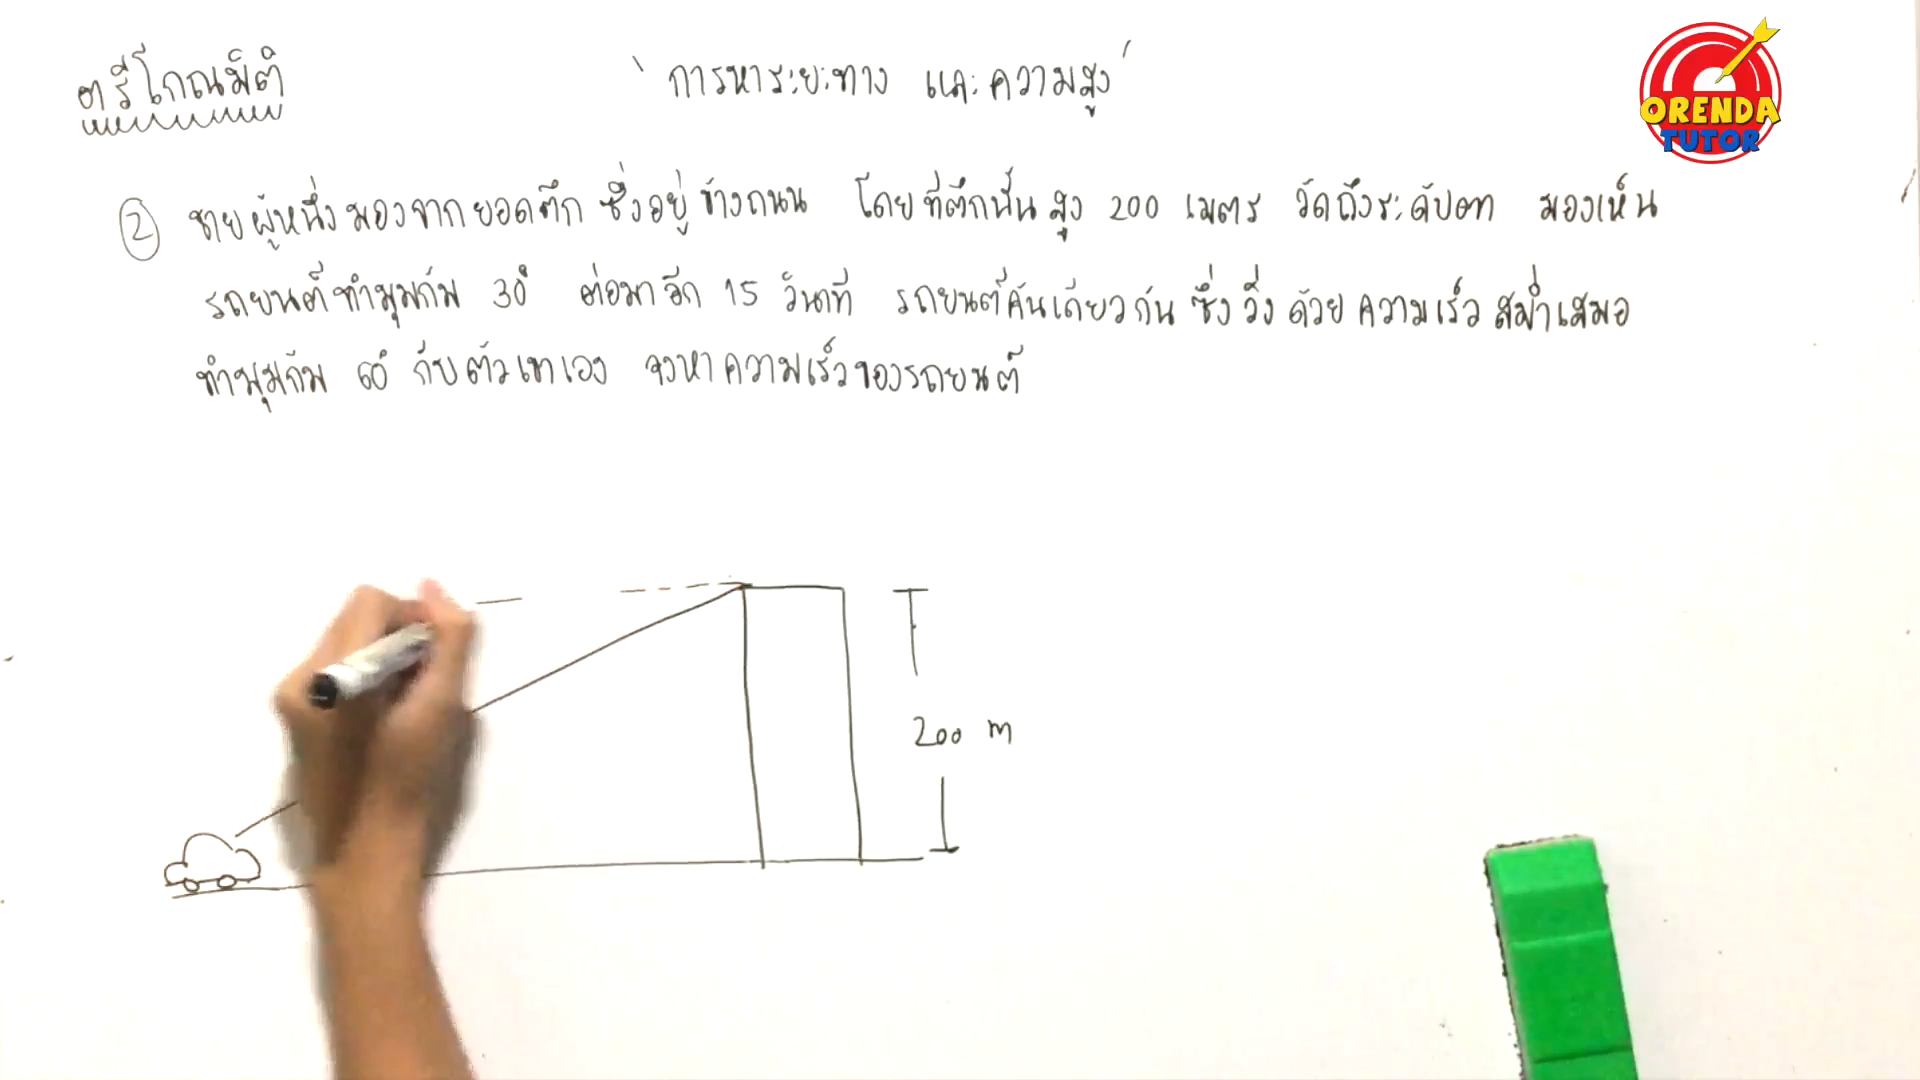 ตรีโกณมิติ
'การหาระยะทาง และความสูง'
ORENDA
TUTOR
② ชายผู้หนึ่งมองจากยอดตึก ซึ่งอยู่ข้างถนน โดยที่ตึกนั้นสูง 200 เมตร วัดถึงระดับตา มองเห็น
รถยนต์ทำมุมก้ม 30° ต่อมาอีก 15 วินาที รถยนต์คันเดียวกัน ซึ่งวิ่งด้วยความเร็วสม่ำเสมอ
ทำมุมก้ม 60° กับตัวเขาเอง จงหาความเร็วของรถยนต์
200 m